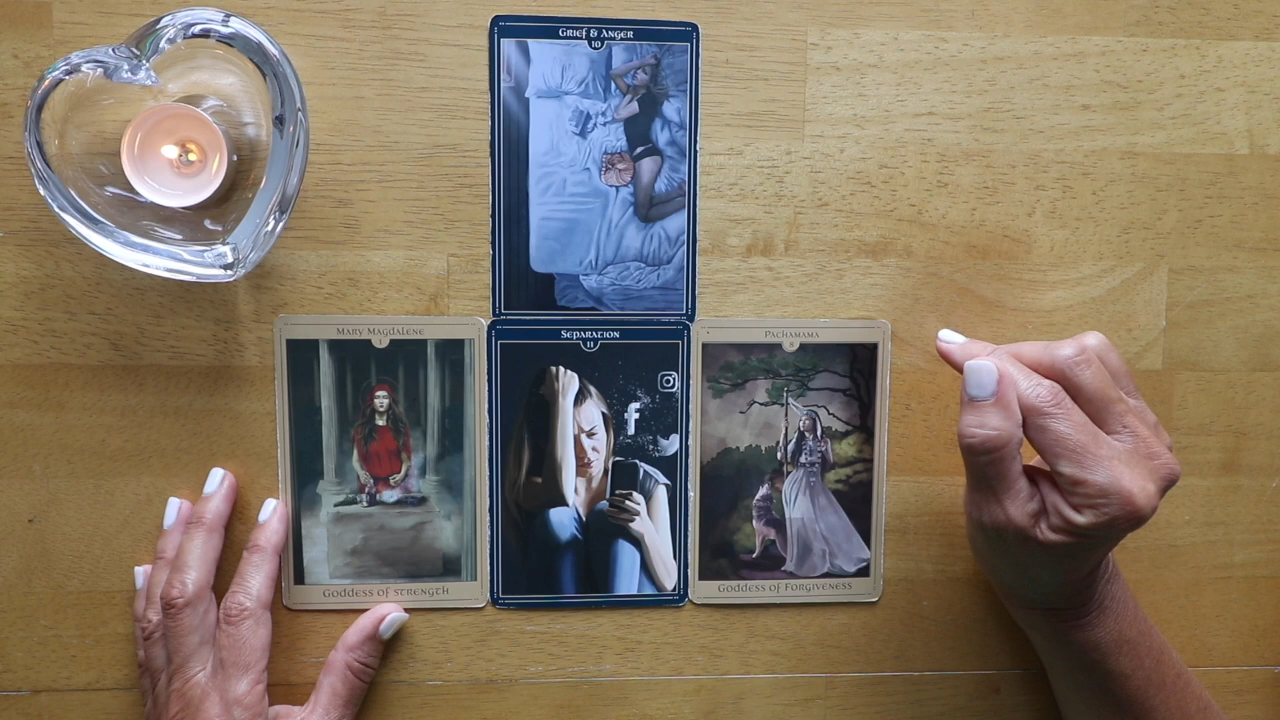 Grief & Anger
10
Mary Magdalene
1
Goddess of Strength
Separation
11
f
Pachamama
8
Goddess of Forgiveness